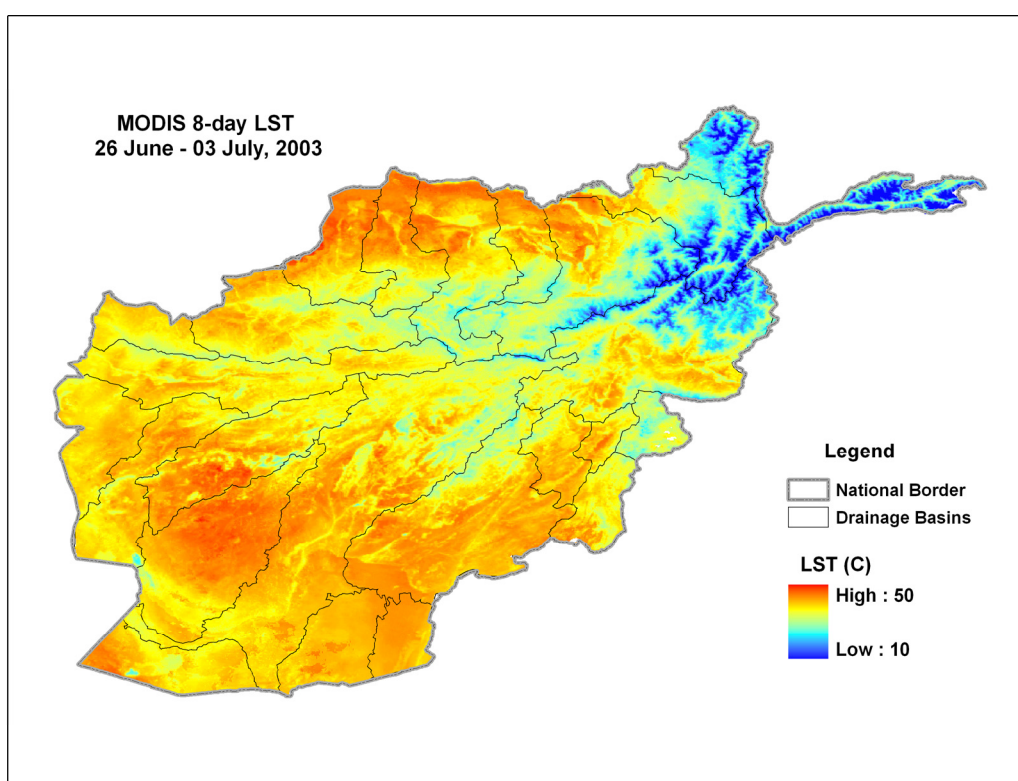 MODIS 8-day LST
26 June - 03 July, 2003
Legend
National Border
Drainage Basins
LST (C)
High : 50
Low : 10